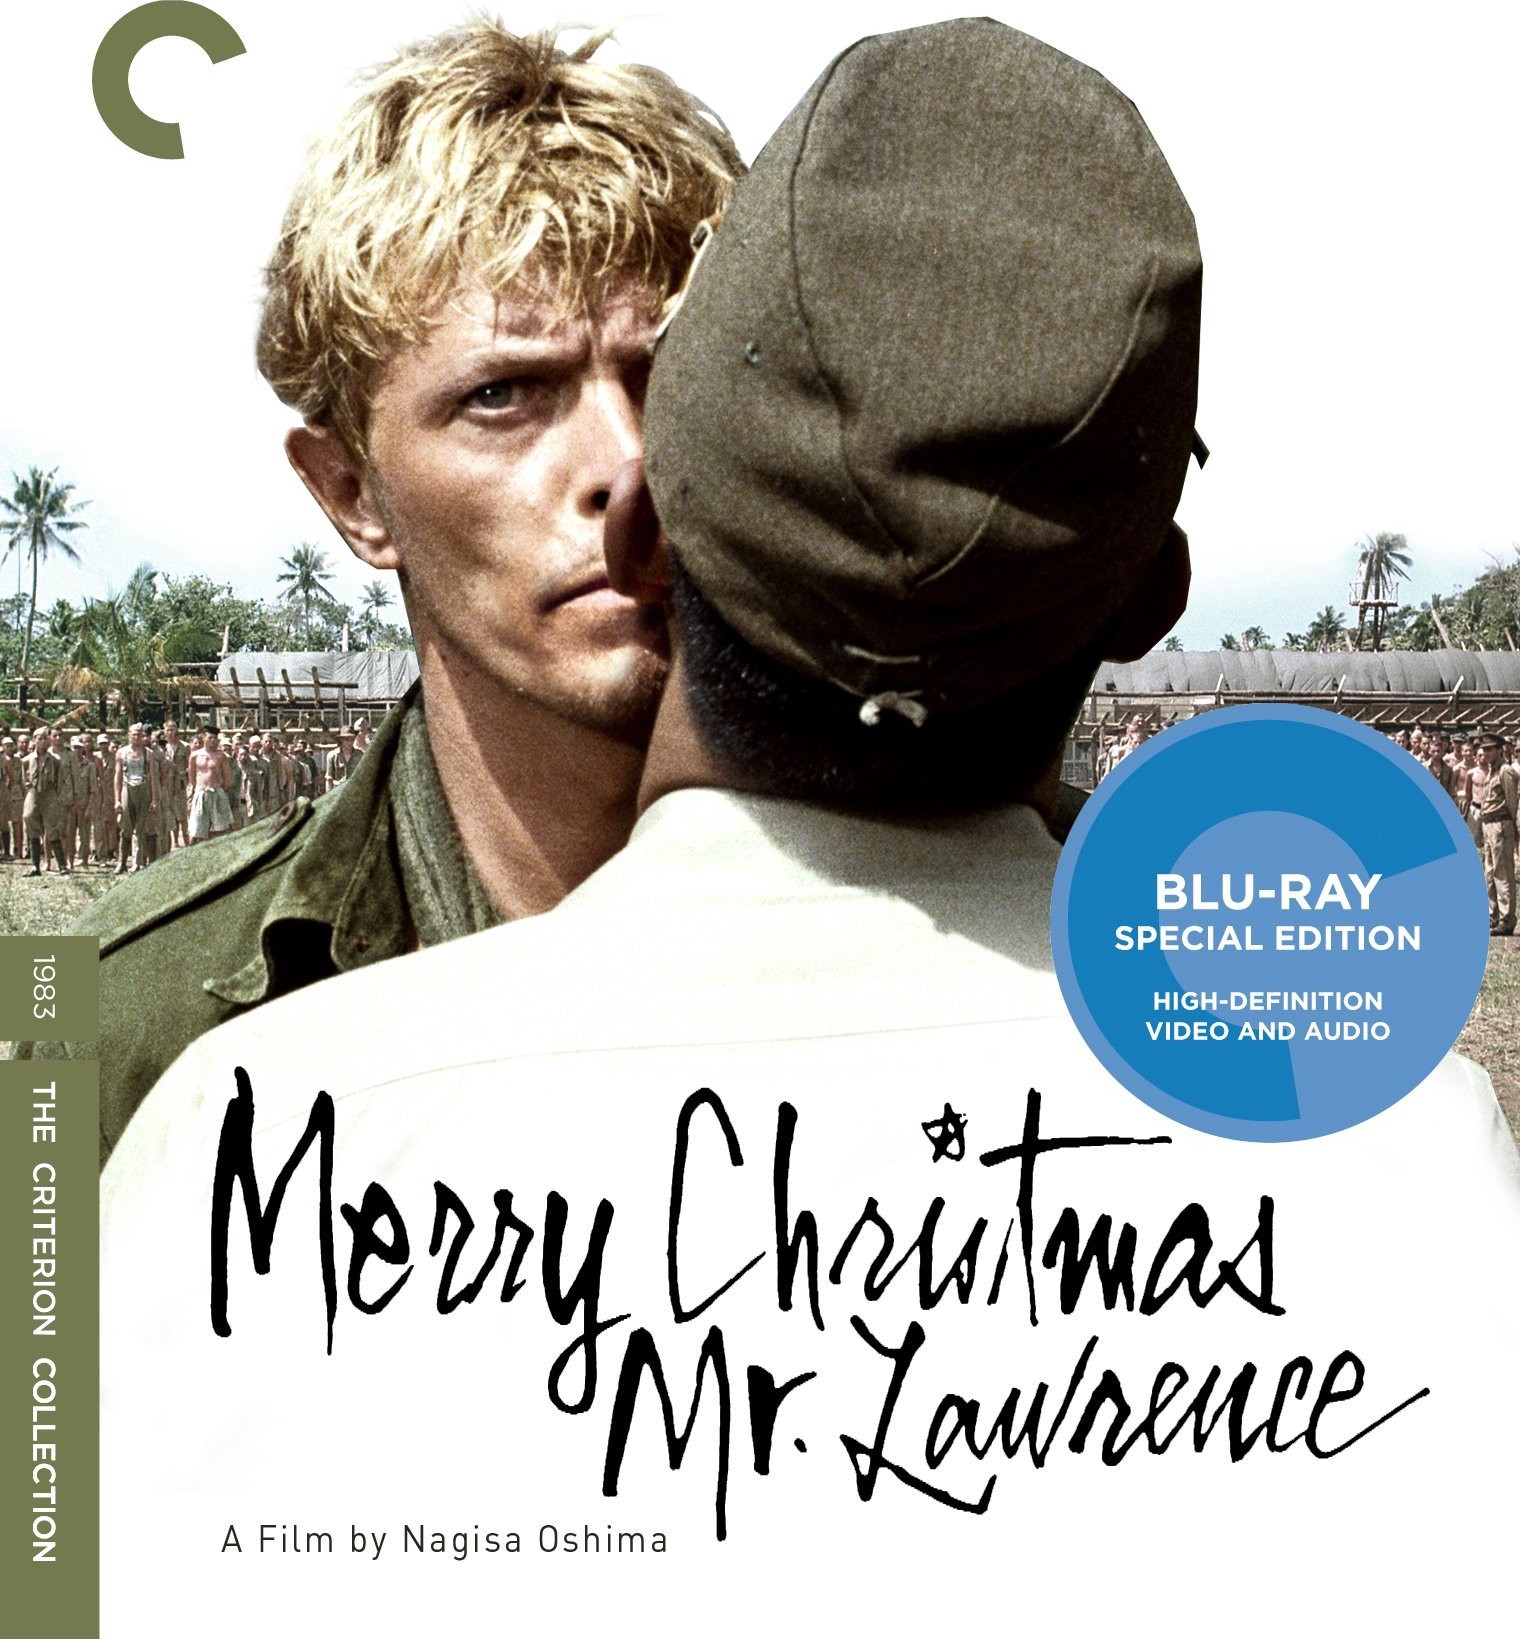 BLU-RAY
SPECIAL EDITION
HIGH-DEFINITION
VIDEO AND AUDIO
1983
THE CRITERION COLLECTION
Merry Christmas
Mr. Lawrence
A Film by Nagisa Oshima